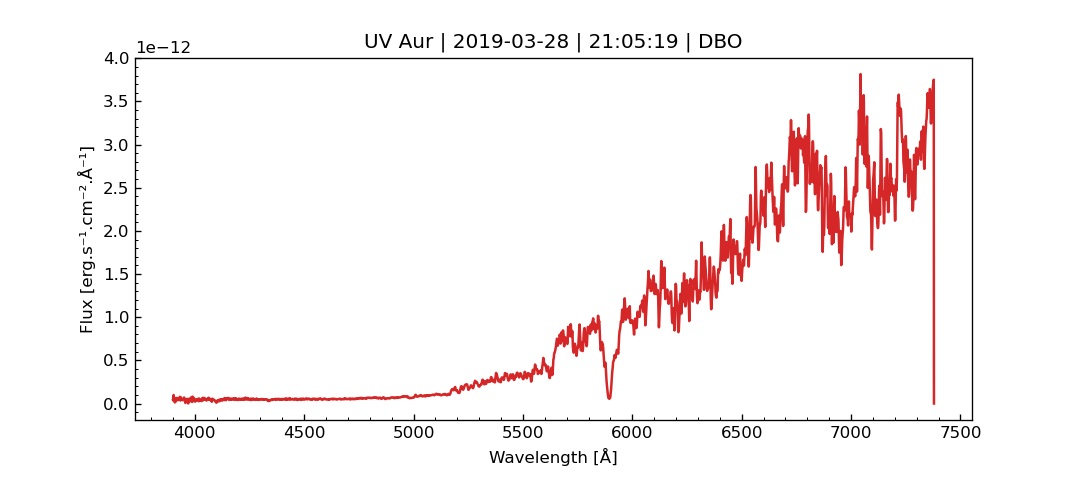 UV Aur | 2019-03-28 | 21:05:19 | DBO
1e−12
4.0
3.5
3.0
2.5
2.0
1.5
1.0
0.5
0.0
Flux [erg.s⁻¹.cm⁻².Å⁻¹]
4000 4500 5000 5500 6000 6500 7000 7500
Wavelength [Å]